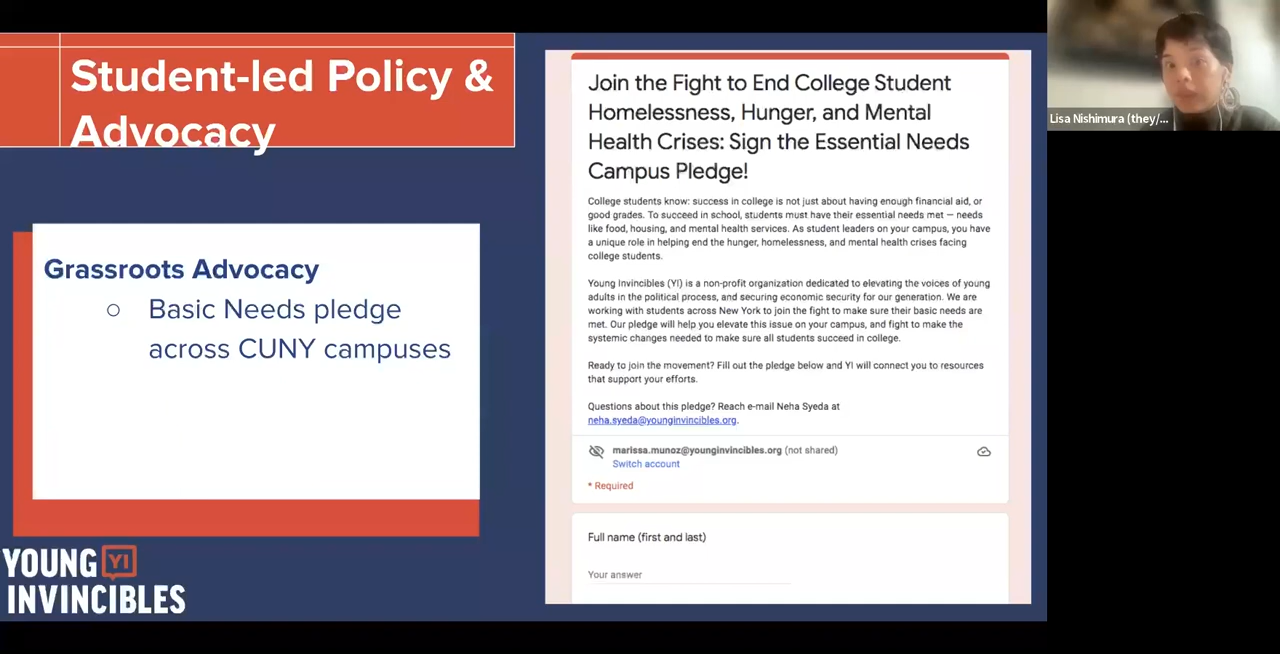 Student-led Policy &
Advocacy
Grassroots Advocacy
○ Basic Needs pledge
across CUNY campuses
YOUNG YI
INVINCIBLES
Join the Fight to End College Student
Homelessness, Hunger, and Mental
Health Crises: Sign the Essential Needs
Campus Pledge!
College students know: success in college is not just about having enough financial aid, or
good grades. To succeed in school, students must have their essential needs met — needs
like food, housing, and mental health services. As student leaders on your campus, you have
a unique role in helping end the hunger, homelessness, and mental health crises facing
college students.
Young Invincibles (YI) is a non-profit organization dedicated to elevating the voices of young
adults in the political process, and securing economic security for our generation. We are
working with students across New York to join the fight to make sure their basic needs are
met. Our pledge will help you elevate this issue on your campus, and fight to make the
systemic changes needed to make sure all students succeed in college.
Ready to join the movement? Fill out the pledge below and YI will connect you to resources
that support your efforts.
Questions about this pledge? Reach e-mail Neha Syeda at
neha.syeda@younginvincibles.org.
marissa.munoz@younginvincibles.org (not shared)
Switch account
* Required
Full name (first and last)
Your answer
Lisa Nishimura (they/...